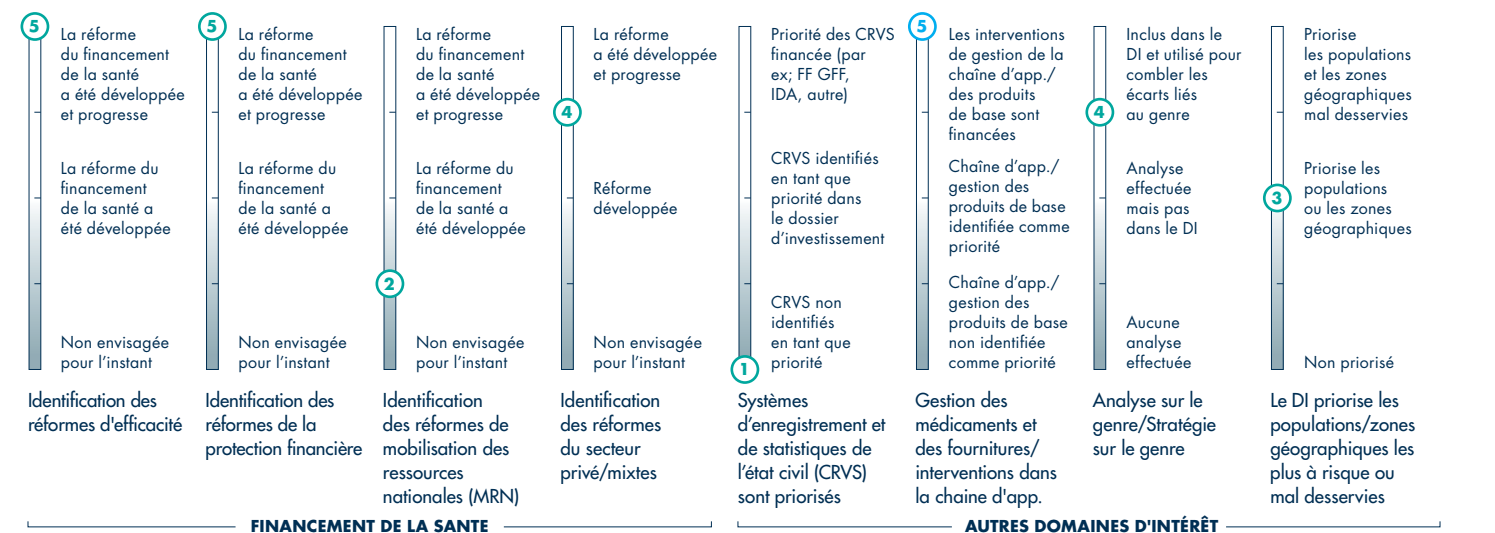 5
La réforme
du financement
de la santé
a été développée
et progresse
La réforme du
financement
de la santé a
été développée
Non envisagée
pour l'instant
Identification des
réformes d'efficacité
5
La réforme
du financement
de la santé
a été développée
et progresse
La réforme du
financement
de la santé a
été développée
Non envisagée
pour l'instant
Identification des
réformes de la
protection financière
La réforme
du financement
de la santé
a été développée
et progresse
La réforme du
financement
de la santé a
été développée
2
Non envisagée
pour l'instant
Identification
des réformes de
mobilisation des
ressources
nationales (MRN)
La réforme
a été développée
et progresse
4
Réforme
développée
Non envisagée
pour l'instant
Identification
des réformes
du secteur
privé/mixtes
FINANCEMENT DE LA SANTE
Priorité des CRVS
financée (par
ex; FF GFF,
IDA, autre)
CRVS identifiés
en tant que
priorité dans
le dossier
d'investissement
CRVS non
identifiés
en tant que
priorité
1
Systèmes
d'enregistrement et
de statistiques de
l'état civil (CRVS)
sont priorisés
5
Les interventions
de gestion de la
chaîne d'app./
des produits
de base sont
financées
Chaîne d'app./
gestion des
produits de base
identifiée comme
priorité
Chaîne d'app./
gestion des
produits de base
non identifiée
comme priorité
Gestion des
médicaments et
des fournitures/
interventions dans
la chaine d'app.
Inclus dans le
DI et utilisé pour
combler les
écarts liés
au genre
4
Analyse
effectuée
mais pas
dans le DI
Aucune
analyse
effectuée
Analyse sur le
genre/Stratégie
sur le genre
Priorise
les populations
et les zones
géographiques
mal desservies
Priorise les
populations
ou les zones
géographiques
3
Non priorisé
Le DI priorise les
populations/zones
géographiques les
plus à risque ou
mal desservies
AUTRES DOMAINES D'INTÉRÊT